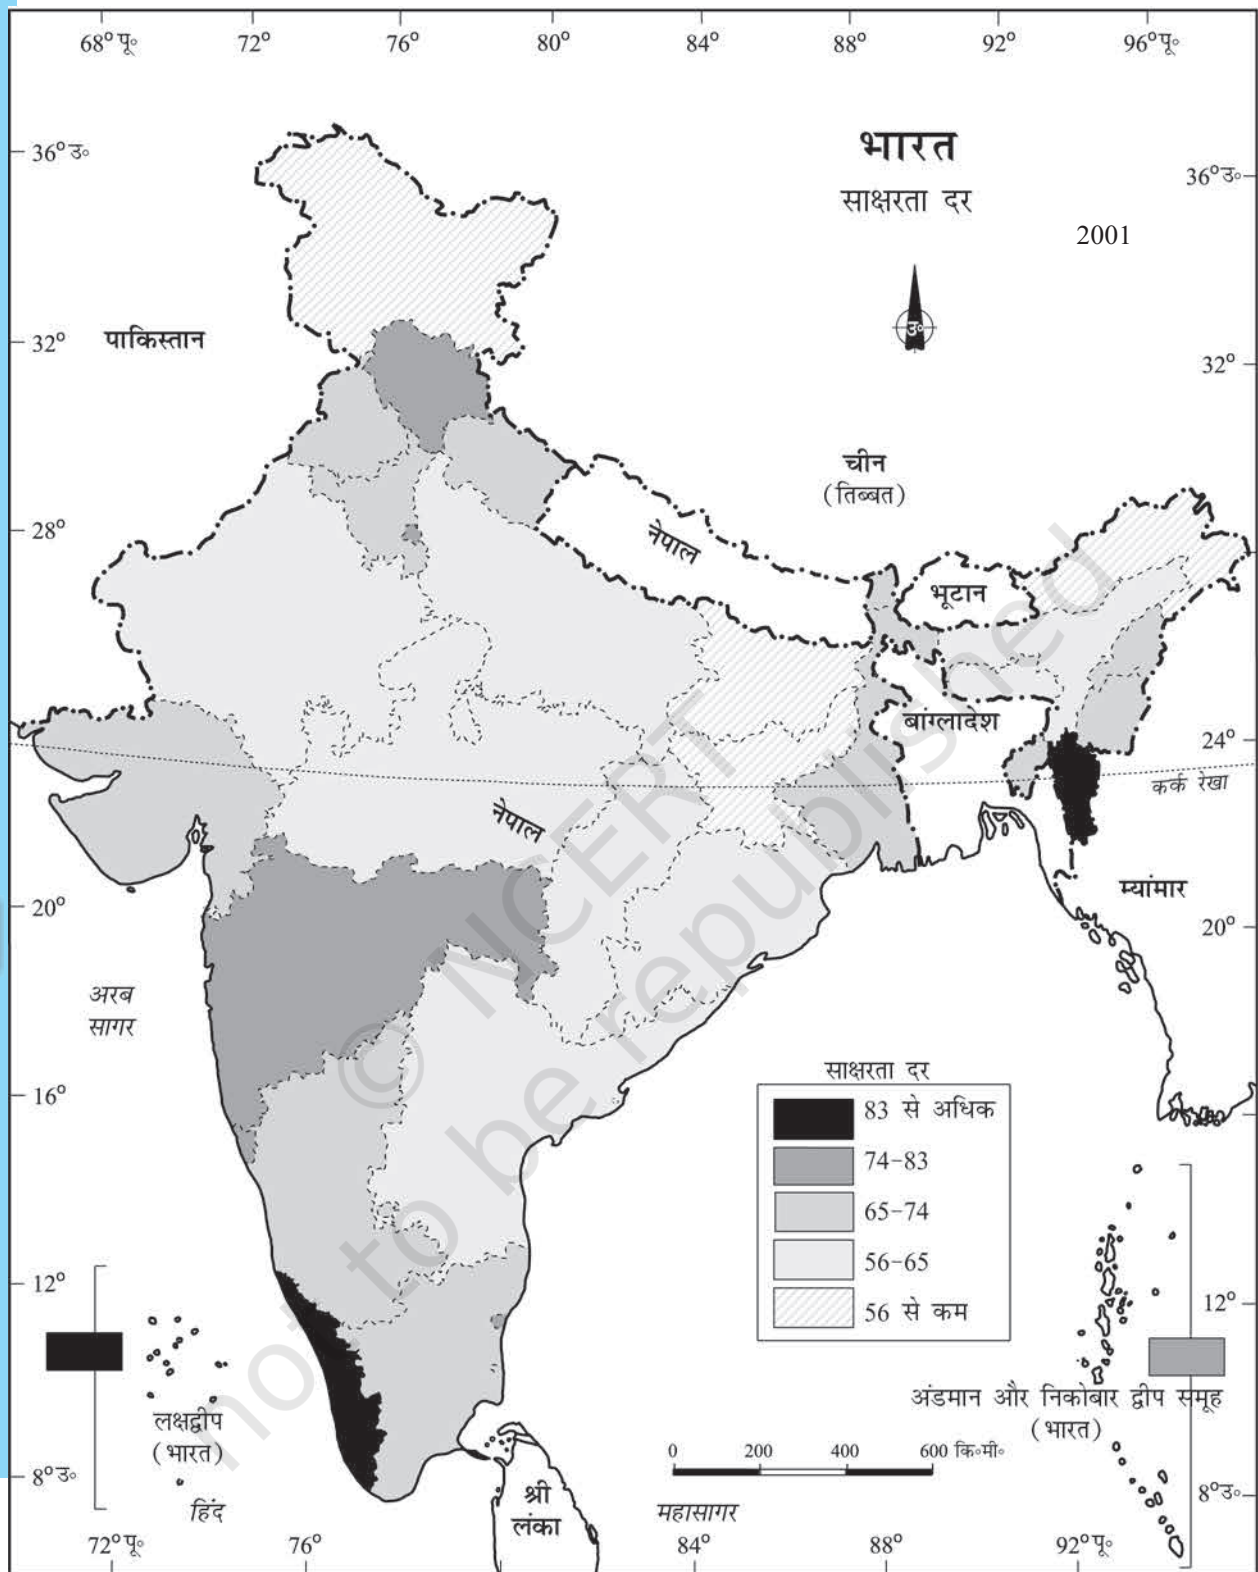 68°पू॰ 72° 76° 80° 84° 88° 92° 96°पू॰
भारत
साक्षरता दर
2001
36°उ॰
36°उ॰
उ॰
पाकिस्तान
32°
32°
चीन
(तिब्बत)
28°
नेपाल
भूटान
बांग्लादेश
24°
कर्क रेखा
नेपाल
म्यांमार
20°
20°
अरब
सागर
साक्षरता दर
16°
83 से अधिक
74-83
65-74
56-65
56 से कम
12°
12°
लक्षद्वीप
(भारत)
अंडमान और निकोबार द्वीप समूह
(भारत)
0 200 400 600 कि॰मी॰
8°उ॰
8°उ॰
हिंद
श्री
लंका
महासागर
72°पू॰ 76° 84° 88° 92°पू॰
© NCERT
not to be republished